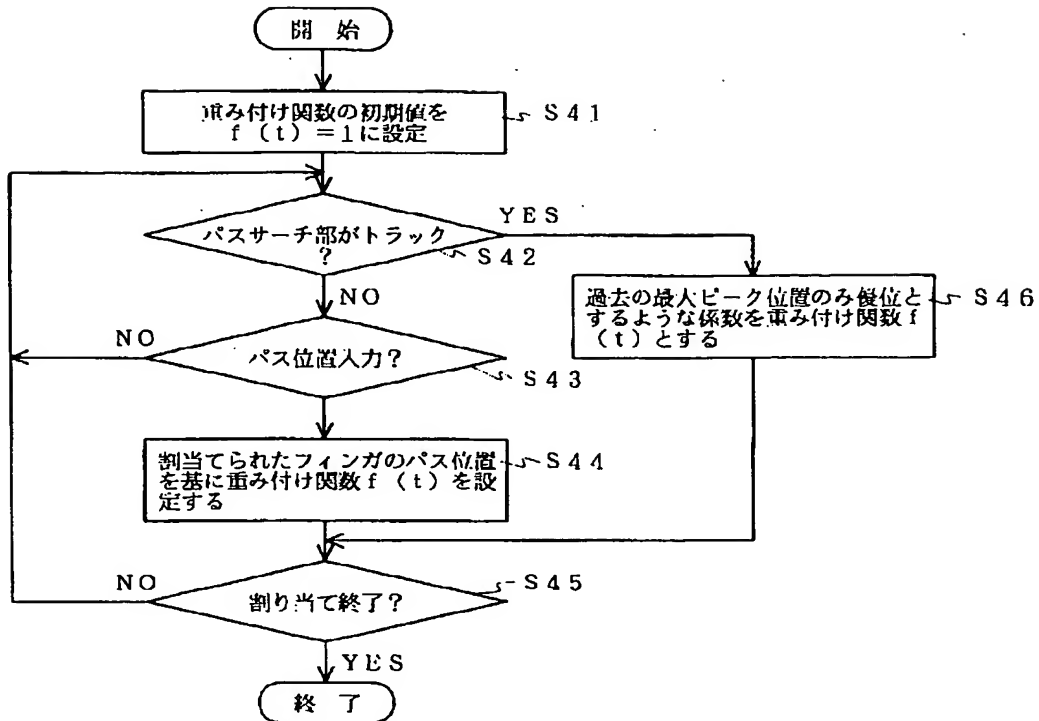 開 始
重み付け関数の初期値を
f (t) =1に設定
S41
YES
パスサーチ部がトラック
?
S42
NO
過去の最大ピーク位置のみ優位と
するような係数を重み付け関数f
(t)とする
S46
NO
パス位置入力?
S43
割当てられたフィンガのパス位置
を基に重み付け関数f (t)を設
定する
S44
NO
割り当て終了?
S45
YES
終 了